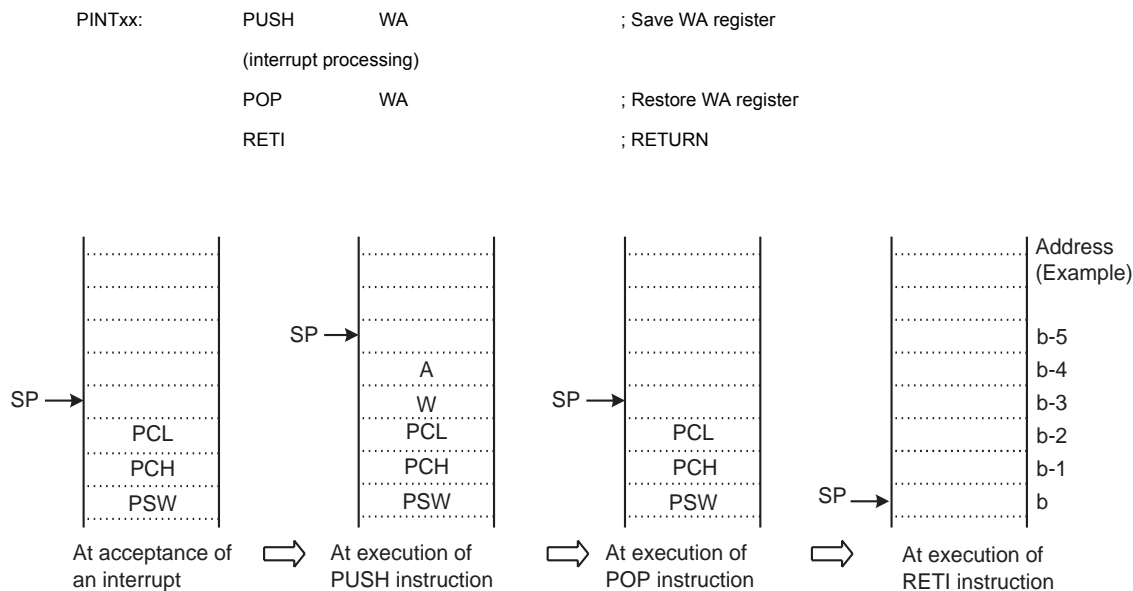 PINTxx: PUSH WA ; Save WA register
(interrupt processing)
POP WA ; Restore WA register
RETI ; RETURN
Address
(Example)
SP b-5
A b-4
SP W SP b-3
PCL PCL PCL b-2
PCH PCH PCH b-1
PSW PSW PSW SP b
At acceptance of
an interrupt
At execution of
PUSH instruction
At execution of
POP instruction
At execution of
RETI instruction